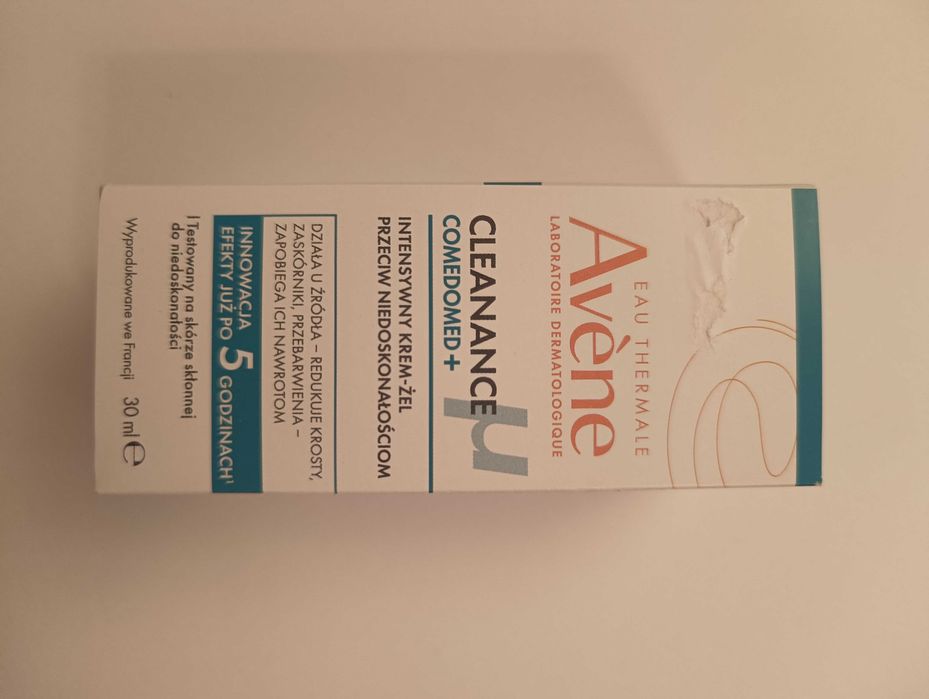 EAU THERMALE
Avène
LABORATOIRE DERMATOLOGIQUE
CLEANANCE
µ
COMEDOMED+
INTENSYWNY KREM-ŻEL
PRZECIW NIEDOSKONAŁOŚCIOM
DZIAŁA U ŹRÓDŁA – REDUKUJE KROSTY,
ZASKÓRNIKI, PRZEBARWIENIA –
ZAPOBIEGA ICH NAWROTOM
INNOWACJA
EFEKTY JUŻ PO 5 GODZINACH¹
Testowany na skórze skłonnej
do niedoskonałości
Wyprodukowane we Francji 30 ml ℮